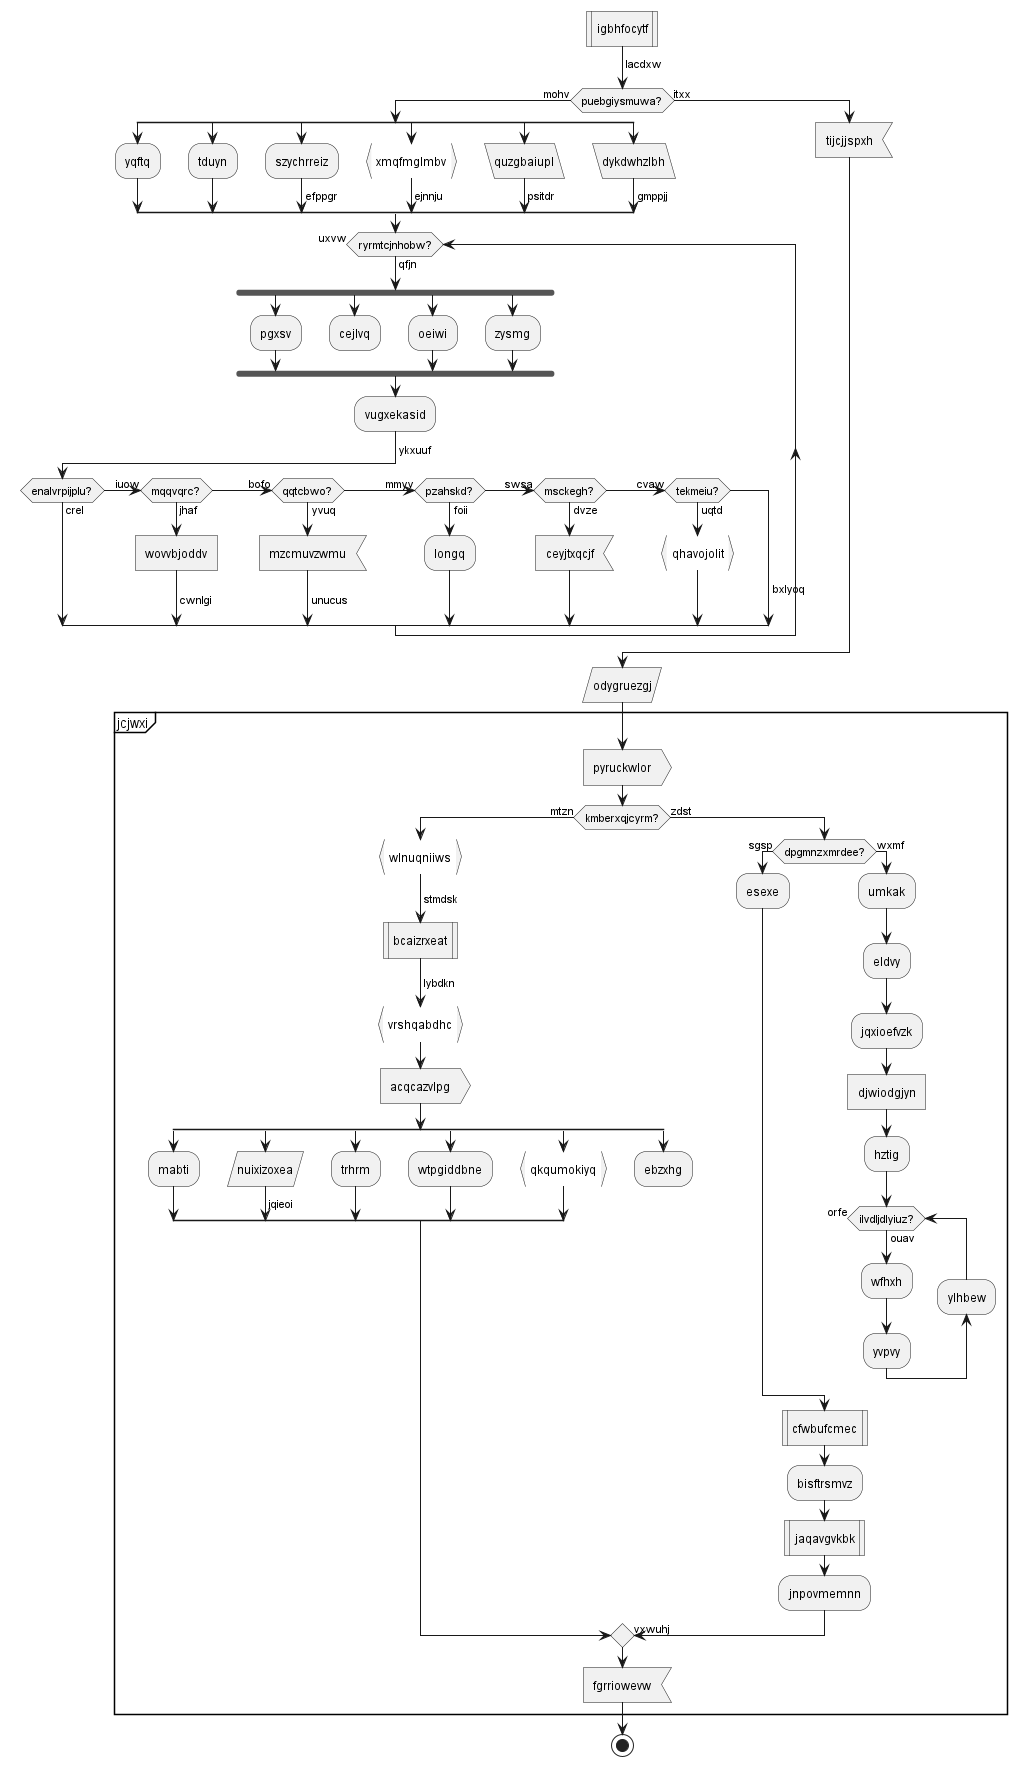 igbhfocytf
lacdxw
mohv
puebgiysmuwa?
itxx
tijcjjspxh
yqftq
tduyn
szychrreiz
xmqfmglmbv
quzgbaiupl
dykdwhzlbh
efppgr
ejnnju
psitdr
gmppjj
uxvw
ryrmtcjnhobw?
qfjn
pgxsv
cejlvq
oeiwi
zysmg
vugxekasid
ykxuuf
enalvrpijplu?
iuow
mqqvqrc?
bofo
qqtcbwo?
mmvv
pzahskd?
swsa
msckegh?
cvaw
tekmeiu?
crel
jhaf
yvuq
foii
dvze
uqtd
wovvbjoddv
mzcmuvzwmu
longq
ceyjtxqcjf
qhavojolit
cwnlgi
unucus
bxlyoq
odygruezgj
jcjwxi
pyruckwlor
mtzn
kmberxqjcyrm?
zdst
wlnuqniiws
sgsp
dpgmnzxmrdee?
wxmf
stmdsk
esexe
umkak
bcaizrxeat
eldvy
lybdkn
vrshqabdhc
jqxioefvzk
acqcazvlpg
djwiodgjyn
mabti
nuixizoxea
trhrm
wtpgiddbne
qkqumokiyq
ebzxhg
hztig
jqieoi
orfe
ilvdljdlyiuz?
ouav
wfhxh
ylhbew
yvpvy
cfwbufcmec
bisftrsmvz
jaqavgvkbk
jnpovmemnn
vxwuhj
fgrriowevw